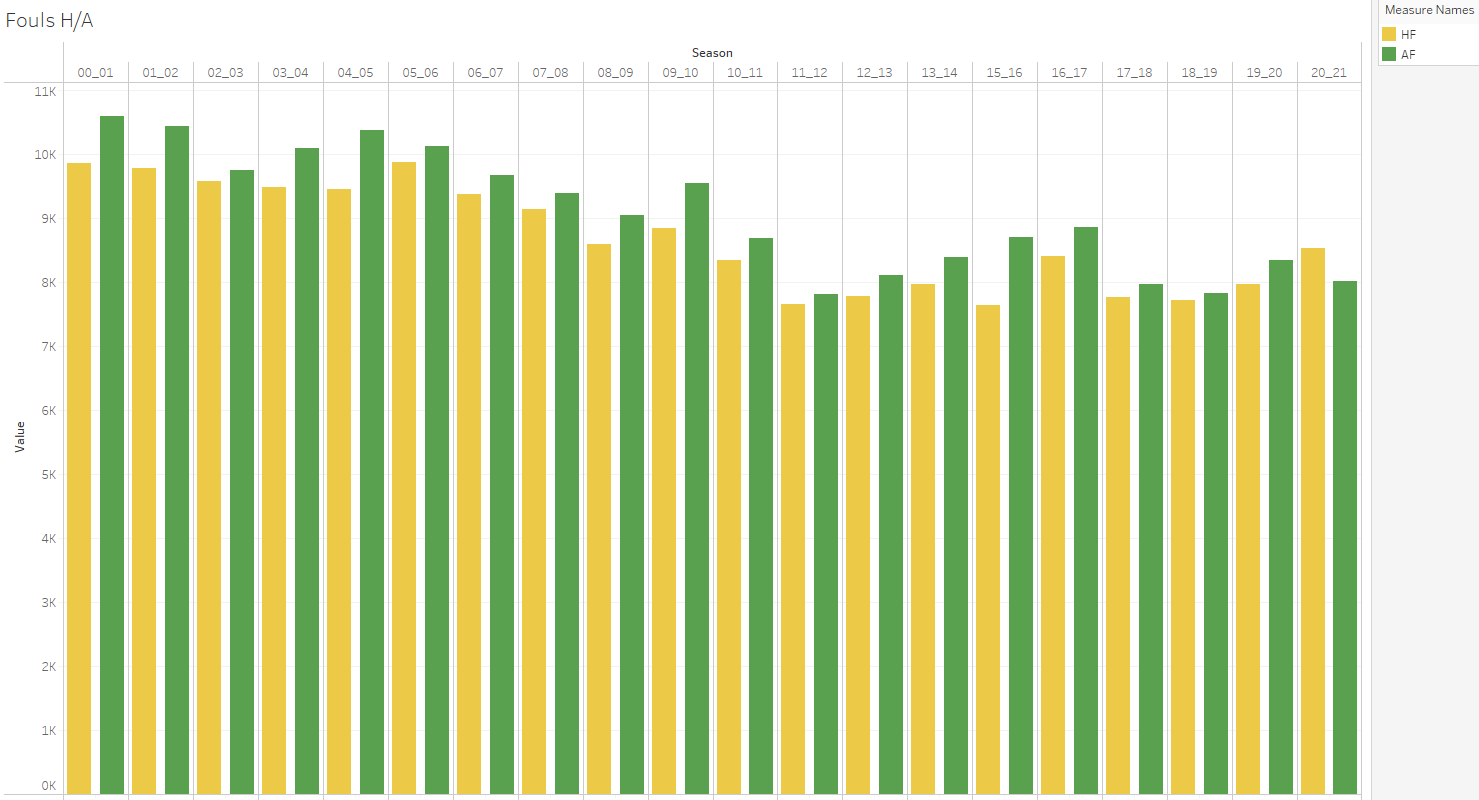 Fouls H/A
Measure Names
HF
AF
Season
00_01 01_02 02_03 03_04 04_05 05_06 06_07 07_08 08_09 09_10 10_11 11_12 12_13 13_14 15_16 16_17 17_18 18_19 19_20 20_21
11K
10K
9K
8K
7K
6K
5K
4K
3K
2K
1K
0K
Value